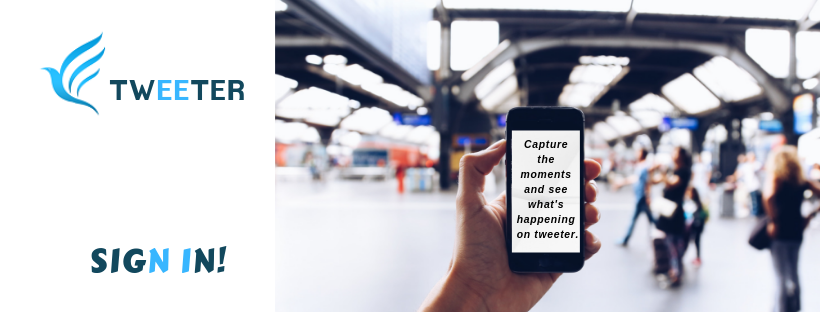 TWEETER
SIGN IN!
Capture
the
moments
and see
what's
happening
on tweeter.